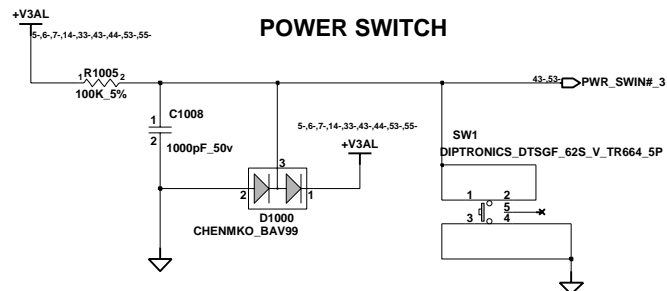 +V3AL
POWER SWITCH
5-,6-,7-,14-,33-,43-,44-,53-,55-
R1005
1 2
100K_5%
43-,53-
PWR_SWIN#_3
C1008
1
2
1000pF_50v
5-,6-,7-,14-,33-,43-,44-,53-,55-
+V3AL
SW1
DIPTRONICS_DTSGF_62S_V_TR664_5P
3
2 1
D1000
CHENMKO_BAV99
1 2
5
3 4